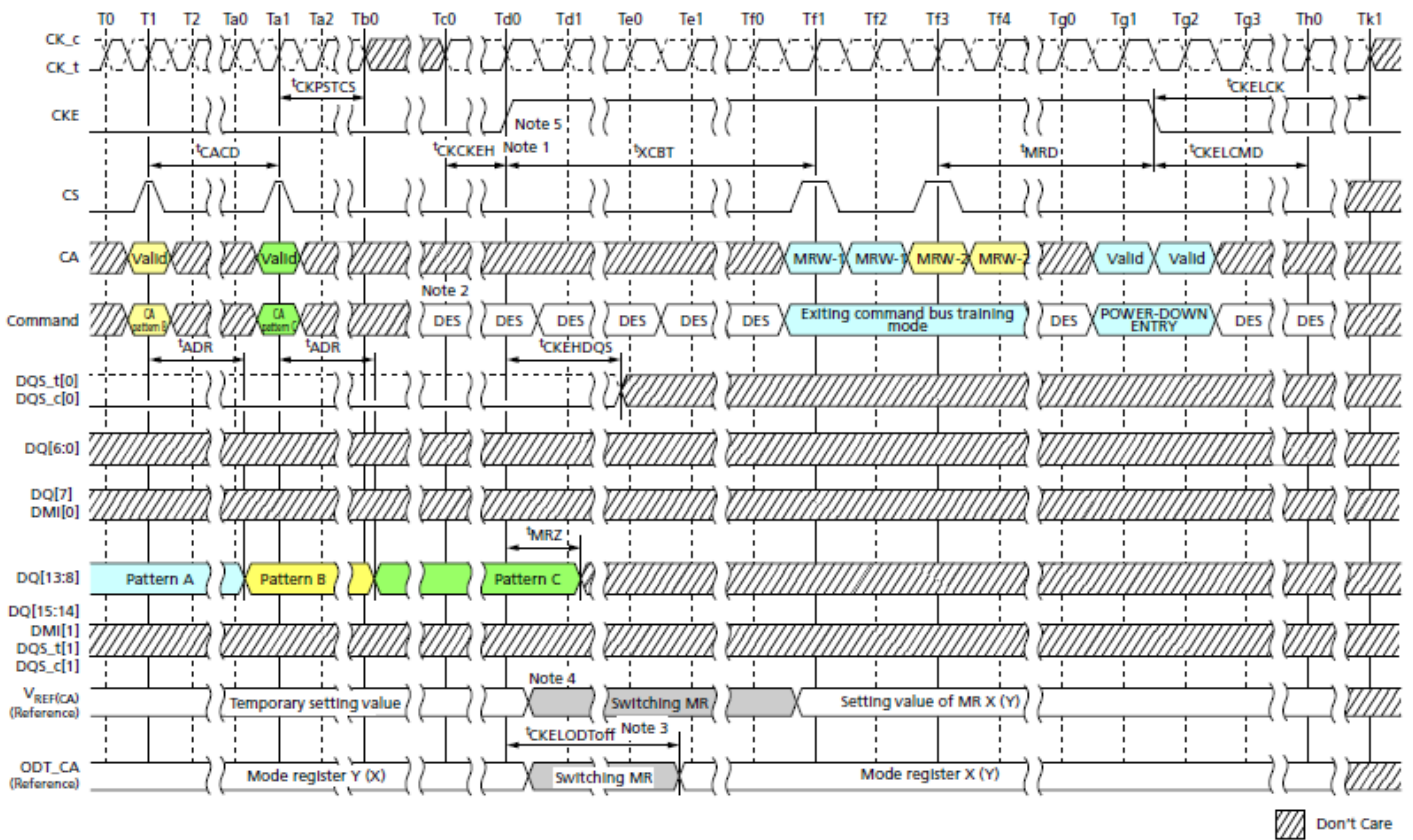 T0 T1 T2 Ta0 Ta1 Ta2 Tb0 Tc0 Td0 Td1 Te0 Te1 Tf0 Tf1 Tf2 Tf3 Tf4 Tg0 Tg1 Tg2 Tg3 Th0 Tk1
CK_c
CK_t
tCKPSTCS tCKELCK
CKE
Note 5
tCACD tCKCKEH Note 1 tXCBT tMRD tCKELCMD
CS
CA Valid Valid MRW-1 MRW-1 MRW-2 MRW-2 Valid Valid
Note 2
Command CA pattern B CA pattern C DES DES DES DES DES DES Exiting command bus training mode DES POWER-DOWN ENTRY DES DES
tADR tADR tCKEHDQS
DQS_t[0]
DQS_c[0]
DQ[6:0]
DQ[7]
DMI[0]
tMRZ
DQ[13:8] Pattern A Pattern B Pattern C
DQ[15:14]
DMI[1]
DQS_t[1]
DQS_c[1]
Note 4
VREF(CA)
(Reference) Temporary setting value Switching MR Setting value of MR X (Y)
tCKELODToff Note 3
ODT_CA
(Reference) Mode register Y (X) Switching MR Mode register X (Y)
Don't Care